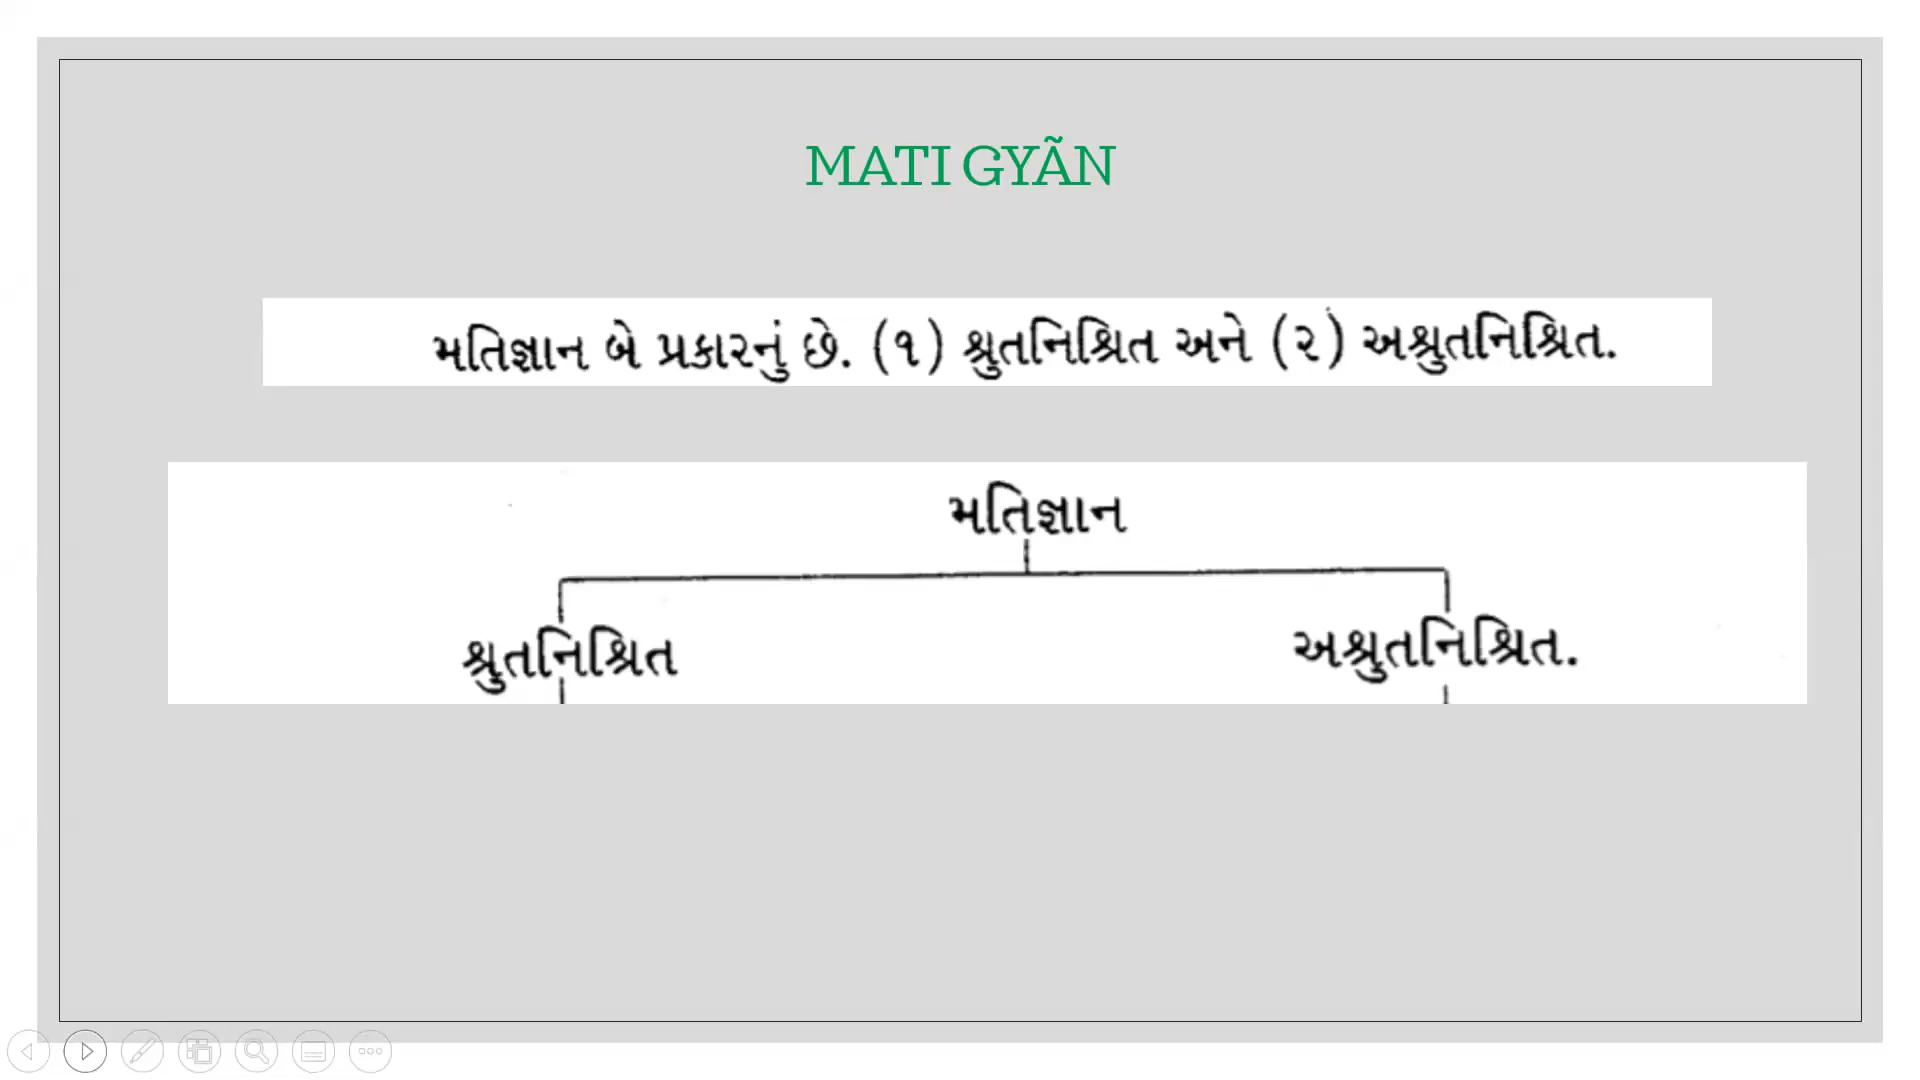 MATI GYÃN
મતિજ્ઞાન બે પ્રકારનું છે. (૧) શ્રુતનિશ્રિત અને (૨) અશ્રુતનિશ્રિત.
મતિજ્ઞાન
શ્રુતનિશ્રિત
અશ્રુતનિશ્રિત.